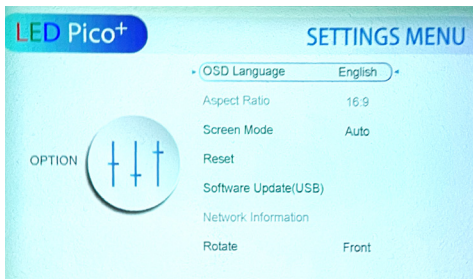 LED Pico+
SETTINGS MENU
OSD Language English
Aspect Ratio 16:9
Screen Mode Auto
OPTION
Reset
Software Update(USB)
Network Information
Rotate Front